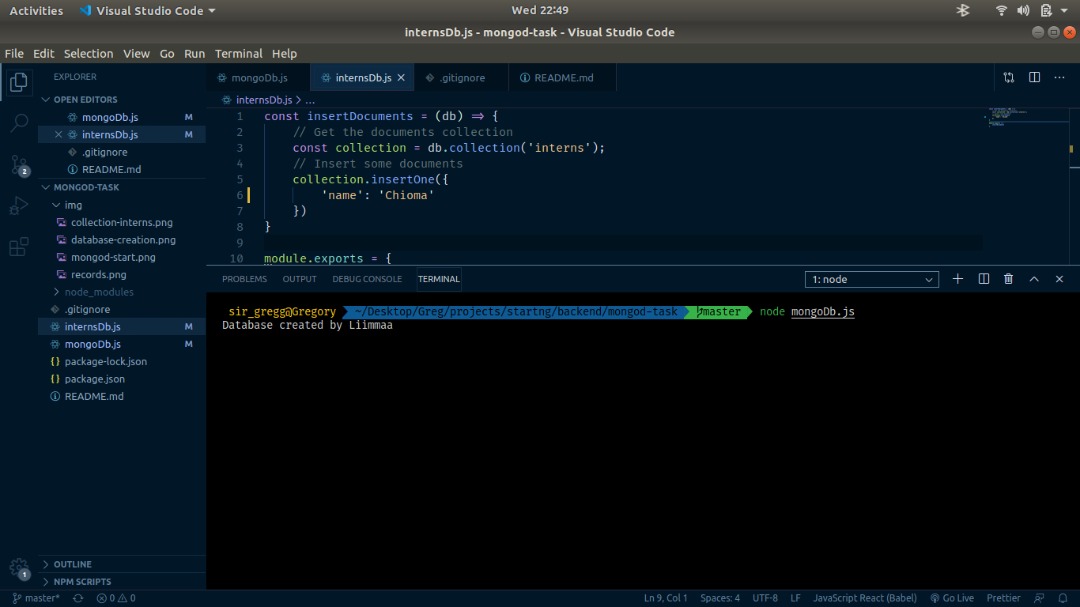 Activities Visual Studio Code Wed 22:49
internsDb.js - mongod-task - Visual Studio Code
File Edit Selection View Go Run Terminal Help
EXPLORER
OPEN EDITORS
mongoDb.js M
internsDb.js M
.gitignore
README.md
2
MONGOD-TASK
img
collection-interns.png
database-creation.png
mongod-start.png
records.png
node_modules
.gitignore
internsDb.js M
mongoDb.js M
package-lock.json
package.json
README.md
OUTLINE
NPM SCRIPTS
1
mongoDb.js internsDb.js .gitignore README.md
internsDb.js > ...
1 const insertDocuments = (db) => {
2 // Get the documents collection
3 const collection = db.collection('interns');
4 // Insert some documents
5 collection.insertOne({
6 'name': 'Chioma'
7 })
8 }
9
10 module.exports = {
PROBLEMS OUTPUT DEBUG CONSOLE TERMINAL 1: node
sir_gregg@Gregory ~/Desktop/Greg/projects/startng/backend/mongod-task master node mongoDb.js
Database created by Liimmaa
master* 0 0 Ln 9, Col 1 Spaces: 4 UTF-8 LF JavaScript React (Babel) Go Live Prettier